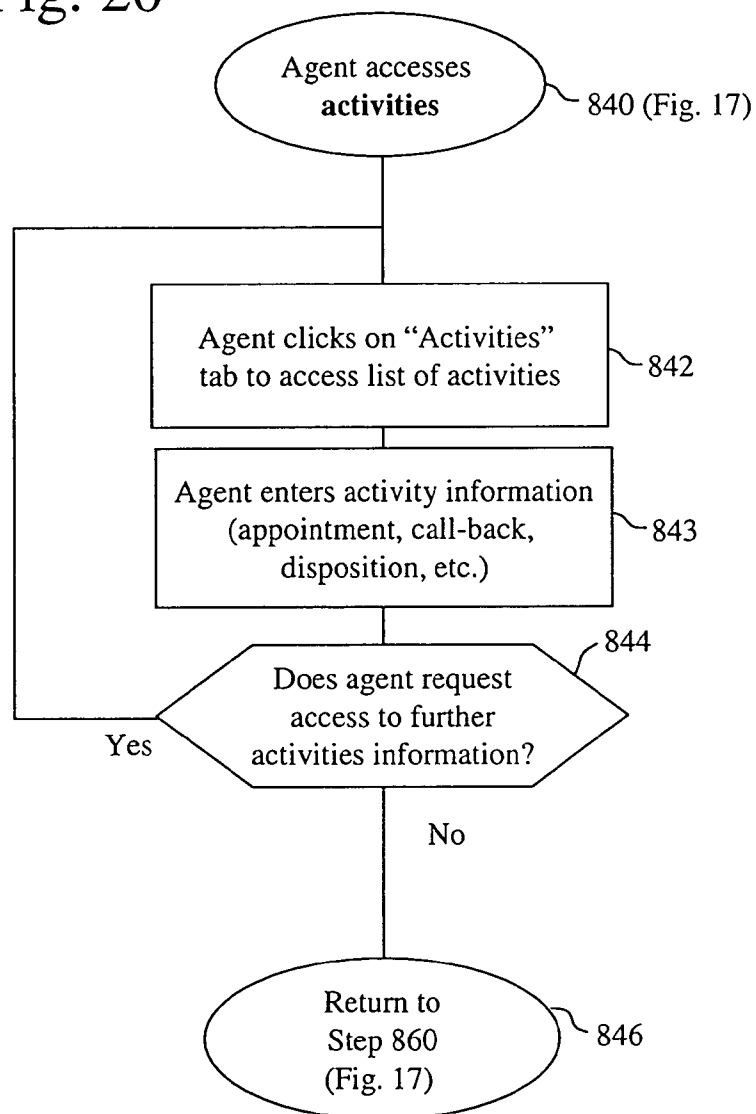 Fig. 20
Agent accesses
activities
840 (Fig. 17)
Agent clicks on “Activities”
tab to access list of activities
842
Agent enters activity information
(appointment, call-back,
disposition, etc.)
843
844
Does agent request
access to further
activities information?
Yes
No
Return to
Step 860
(Fig. 17)
846